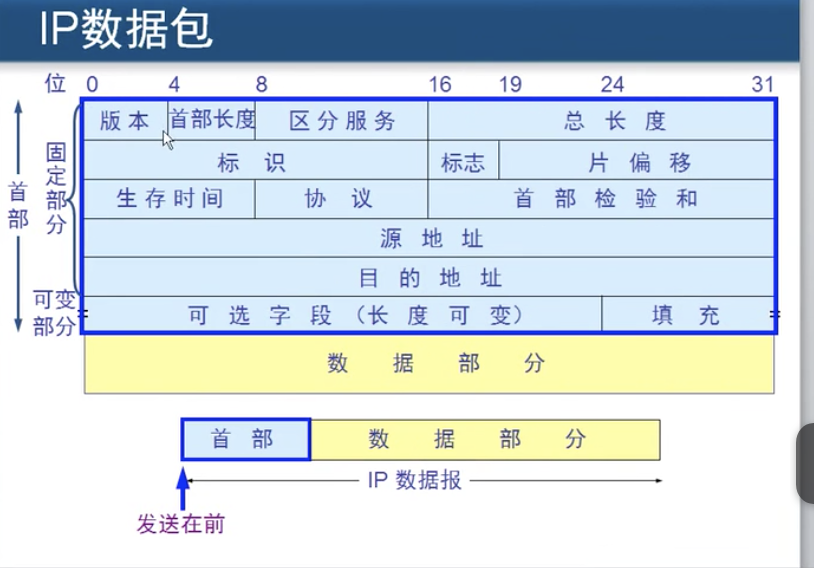 IP数据包
位 0 4 8 16 19 24 31
版本 首部长度 区分服务 总长度
标识 标志 片偏移
生存时间 协议 首部检验和
源地址
目的地址
可选字段（长度可变） 填充
数据部分
首部
固定部分
可变部分
首部 数据部分
IP 数据报
发送在前